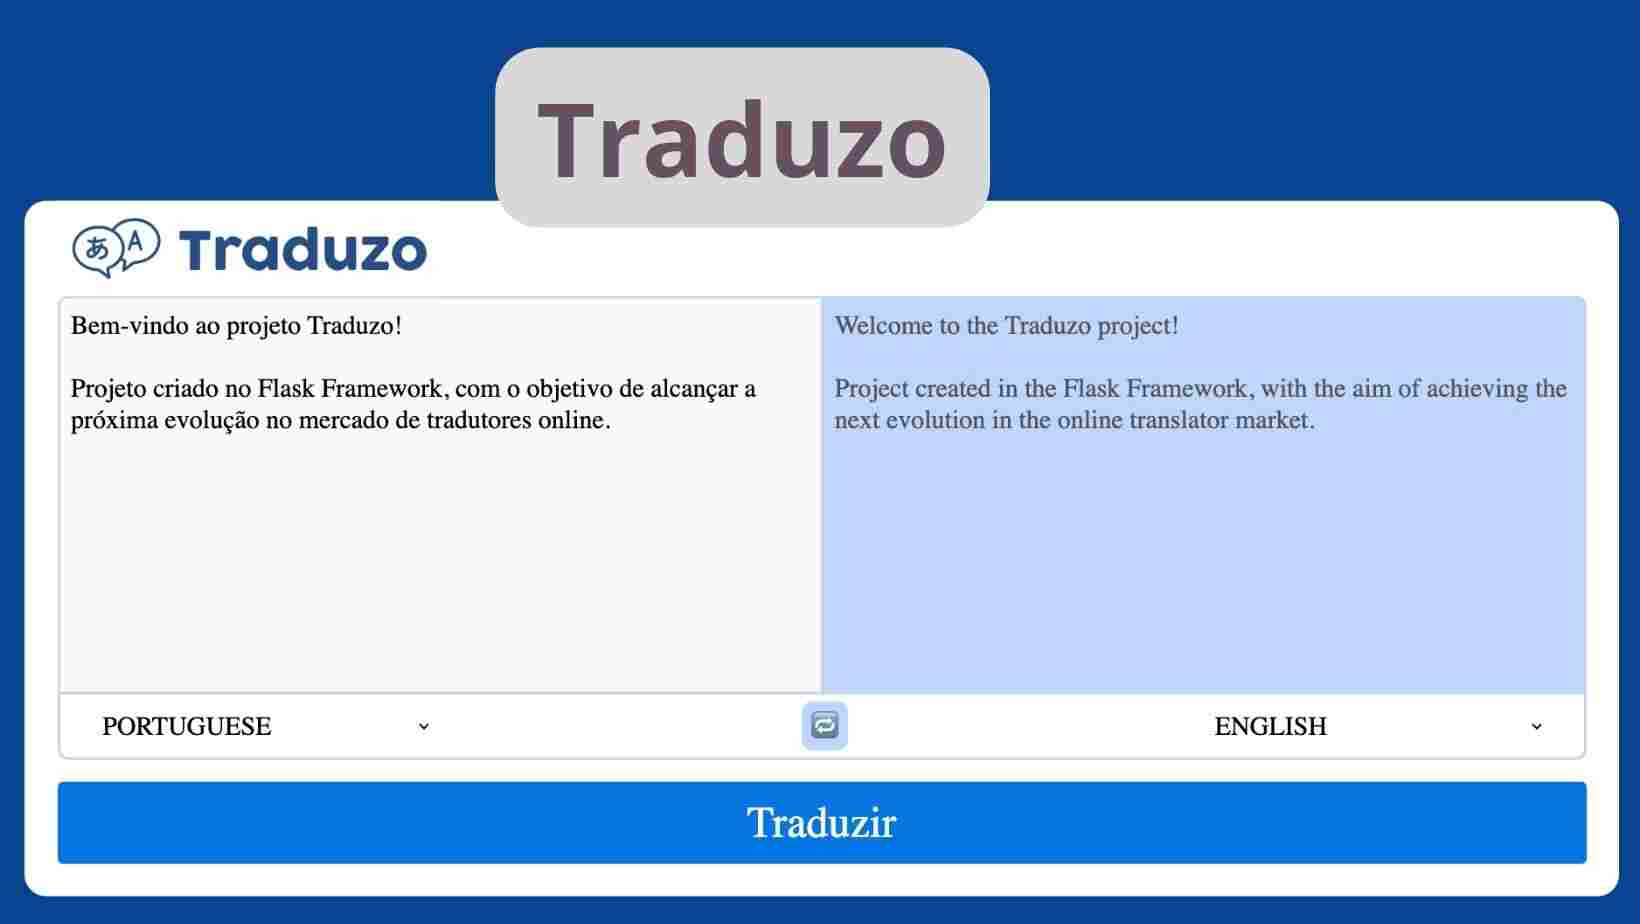 Traduzo
あ A Traduzo
Bem-vindo ao projeto Traduzo!
Projeto criado no Flask Framework, com o objetivo de alcançar a
próxima evolução no mercado de tradutores online.
Welcome to the Traduzo project!
Project created in the Flask Framework, with the aim of achieving the
next evolution in the online translator market.
PORTUGUESE
ENGLISH
Traduzir